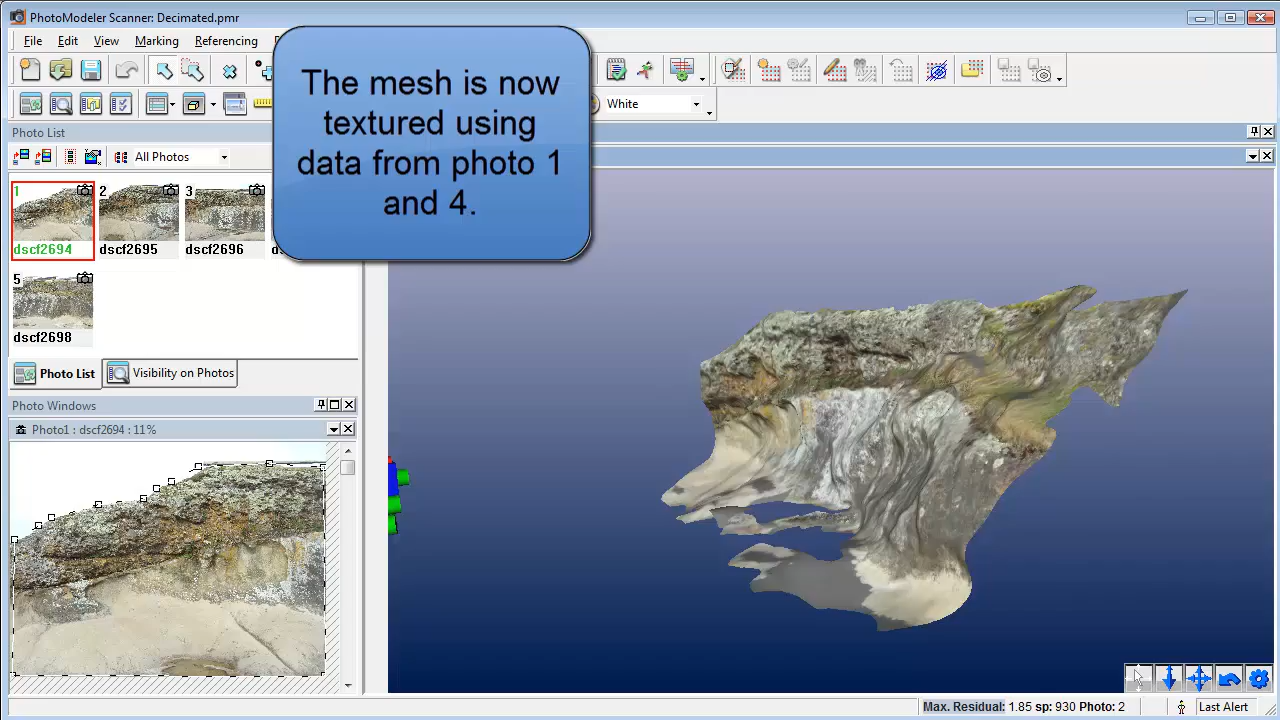 PhotoModeler Scanner: Decimated.pmr
File Edit View Marking Referencing
The mesh is now
textured using
data from photo 1
and 4.
White
Photo List
All Photos
1 2 3
dscf2694 dscf2695 dscf2696
5
dscf2698
Photo List Visibility on Photos
Photo Windows
Photo1 : dscf2694 : 11%
Max. Residual: 1.85 sp: 930 Photo: 2
Last Alert